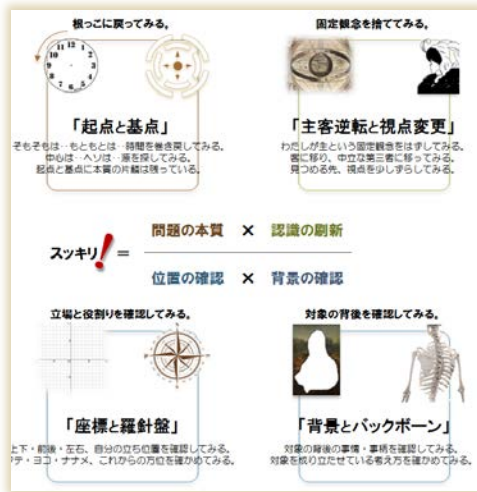 根っこに戻ってみる。
「起点と基点」
そもそもは‥もともとは‥時間を巻き戻してみる。
中心は‥ヘソは‥源を探してみる。
起点と基点に本質の片鱗は残っている。
固定観念を捨ててみる。
「主客逆転と視点変更」
わたしが主という固定観念をはずしてみる。
客に移り、中立な第三者に移ってみる。
見つめる先、視点を少しずらしてみる。
スッキリ!=
問題の本質 × 認識の刷新
位置の確認 × 背景の確認
立場と役割りを確認してみる。
「座標と羅針盤」
上下・前後・左右、自分の立ち位置を確認してみる。
テ・ヨコ・ナナメ、これからの方位を確かめてみる。
対象の背後を確認してみる。
「背景とバックボーン」
対象の背後の事情・事柄を確認してみる。
対象を成り立たせている考え方を確かめてみる。